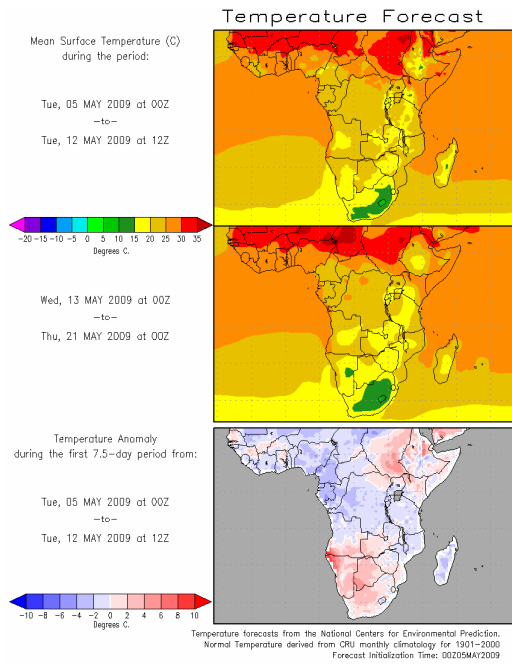 Temperature Forecast
Mean Surface Temperature (C)
during the period:
Tue, 05 MAY 2009 at 00Z
—to—
Tue, 12 MAY 2009 at 12Z
−20 −15 −10 −5 0 5 10 15 20 25 30 35
Degrees C.
Wed, 13 MAY 2009 at 00Z
—to—
Thu, 21 MAY 2009 at 00Z
Temperature Anomaly
during the first 7.5−day period from:
Tue, 05 MAY 2009 at 00Z
—to—
Tue, 12 MAY 2009 at 12Z
−10 −8 −6 −4 −2 0 2 4 6 8 10
Degrees C.
Temperature forecasts from the National Centers for Environmental Prediction.
Normal Temperature derived from CRU monthly climatology for 1901−2000
Forecast Initialization Time: 00Z05MAY2009